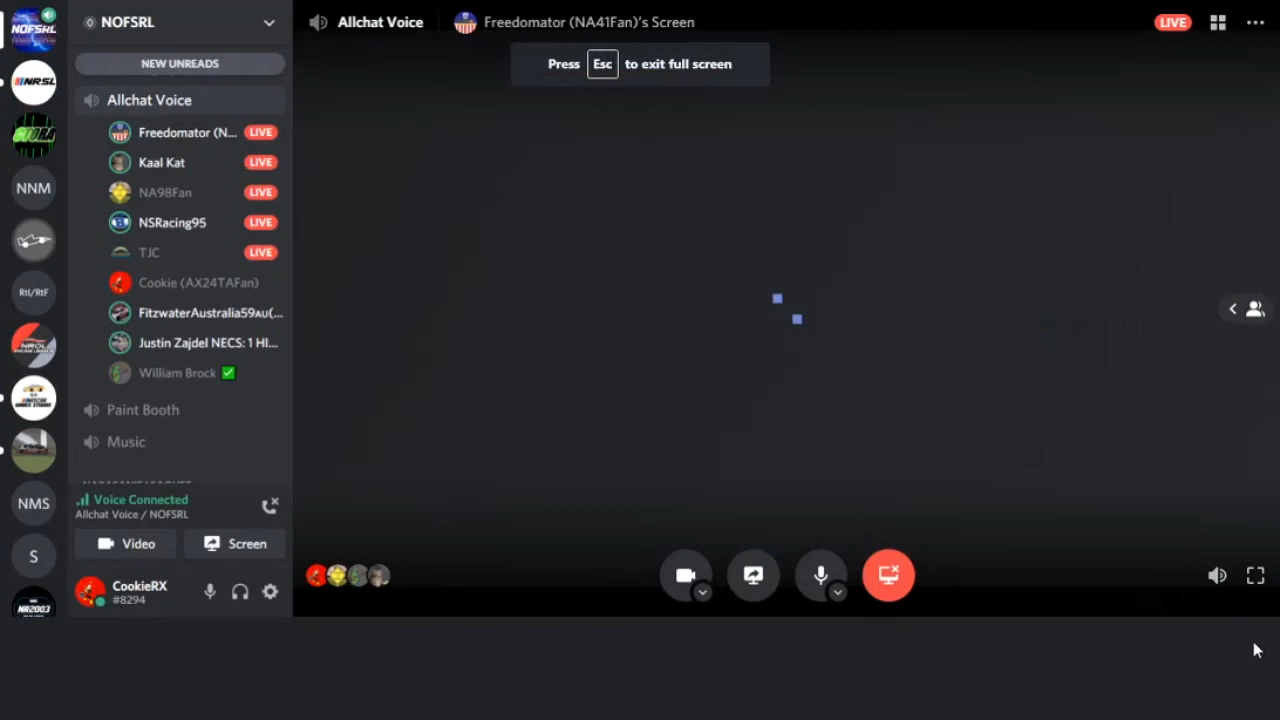 NOFSRL
NOFSRL
Allchat Voice
Freedomator (NA41Fan)'s Screen
LIVE
NEW UNREADS
Press Esc to exit full screen
NRSL
Allchat Voice
Freedomator (N...
LIVE
Kaal Kat
LIVE
NNM
NA98Fan
LIVE
NSRacing95
LIVE
TJC
LIVE
Cookie (AX24TAFan)
RtI/RtF
FitzwaterAustralia59AU(...
NROL
Justin Zajdel NECS: 1 HI...
William Brock
Paint Booth
Music
Voice Connected
Allchat Voice / NOFSRL
NMS
Video
Screen
S
CookieRX
#8294
NR2003